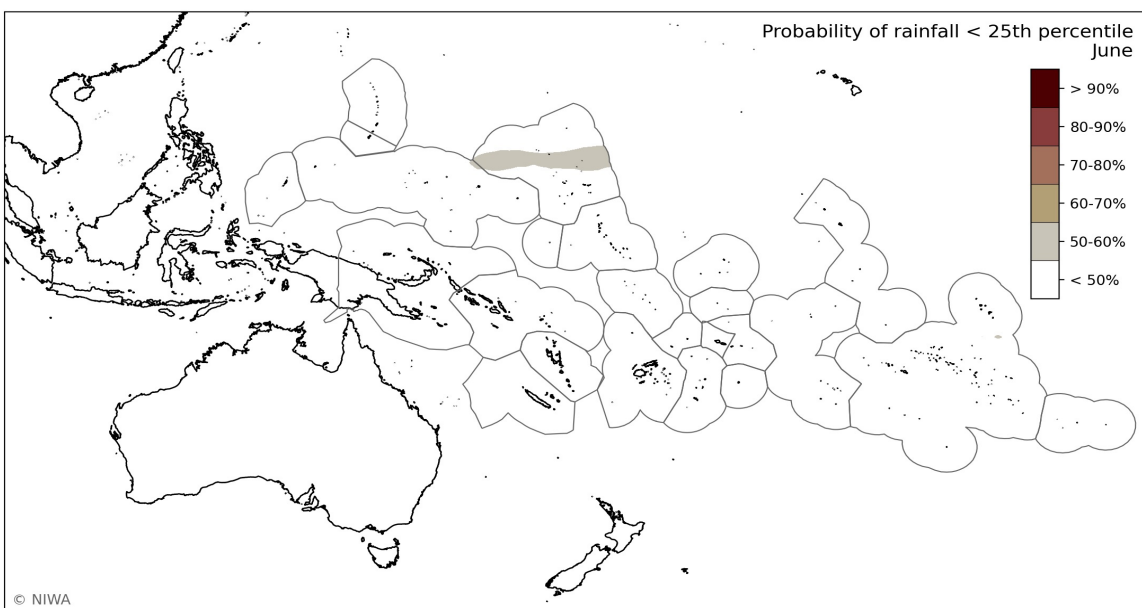 Probability of rainfall < 25th percentile
June
> 90%
80-90%
70-80%
60-70%
50-60%
< 50%
© NIWA